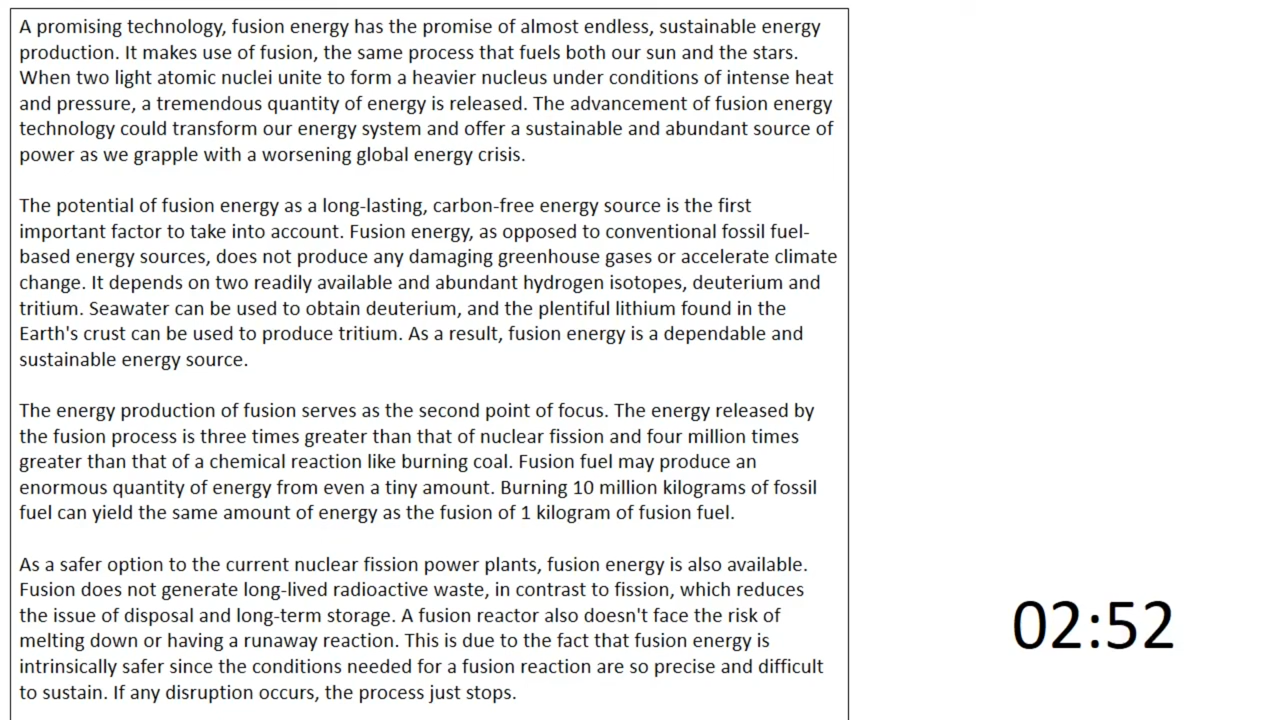 A promising technology, fusion energy has the promise of almost endless, sustainable energy
production. It makes use of fusion, the same process that fuels both our sun and the stars.
When two light atomic nuclei unite to form a heavier nucleus under conditions of intense heat
and pressure, a tremendous quantity of energy is released. The advancement of fusion energy
technology could transform our energy system and offer a sustainable and abundant source of
power as we grapple with a worsening global energy crisis.
The potential of fusion energy as a long-lasting, carbon-free energy source is the first
important factor to take into account. Fusion energy, as opposed to conventional fossil fuel-
based energy sources, does not produce any damaging greenhouse gases or accelerate climate
change. It depends on two readily available and abundant hydrogen isotopes, deuterium and
tritium. Seawater can be used to obtain deuterium, and the plentiful lithium found in the
Earth's crust can be used to produce tritium. As a result, fusion energy is a dependable and
sustainable energy source.
The energy production of fusion serves as the second point of focus. The energy released by
the fusion process is three times greater than that of nuclear fission and four million times
greater than that of a chemical reaction like burning coal. Fusion fuel may produce an
enormous quantity of energy from even a tiny amount. Burning 10 million kilograms of fossil
fuel can yield the same amount of energy as the fusion of 1 kilogram of fusion fuel.
As a safer option to the current nuclear fission power plants, fusion energy is also available.
Fusion does not generate long-lived radioactive waste, in contrast to fission, which reduces
the issue of disposal and long-term storage. A fusion reactor also doesn't face the risk of
melting down or having a runaway reaction. This is due to the fact that fusion energy is
intrinsically safer since the conditions needed for a fusion reaction are so precise and difficult
to sustain. If any disruption occurs, the process just stops.
02:52